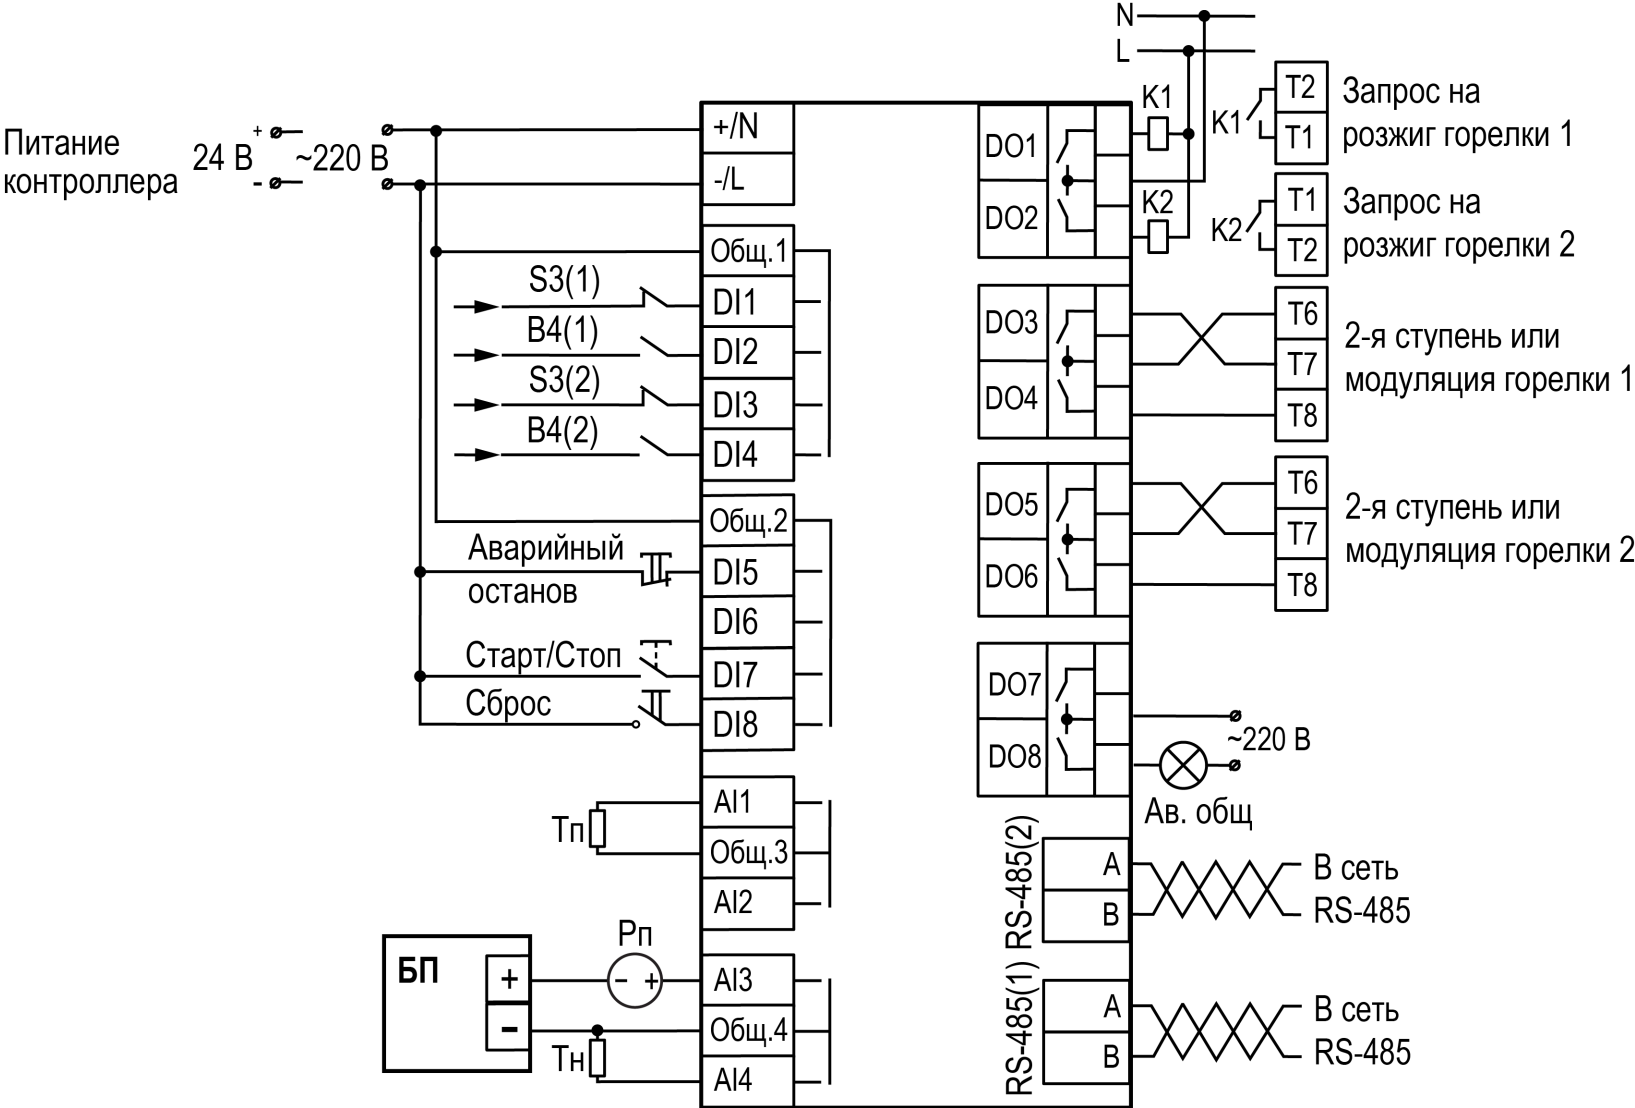 Питание
контроллера
24 В
+
-
~220 В
+/N
-/L
Общ.1
S3(1)
DI1
B4(1)
DI2
S3(2)
DI3
B4(2)
DI4
Общ.2
Аварийный
останов
DI5
DI6
Старт/Стоп
DI7
Сброс
DI8
Тп
AI1
Общ.3
AI2
БП
+
-
Рп
- +
AI3
Общ.4
Тн
AI4
N
L
DO1
DO2
K1
K2
K1
T2
T1
Запрос на
розжиг горелки 1
K2
T1
T2
Запрос на
розжиг горелки 2
DO3
DO4
T6
T7
T8
2-я ступень или
модуляция горелки 1
DO5
DO6
T6
T7
T8
2-я ступень или
модуляция горелки 2
DO7
DO8
~220 В
Ав. общ
RS-485(2)
A
B
В сеть
RS-485
RS-485(1)
A
B
В сеть
RS-485